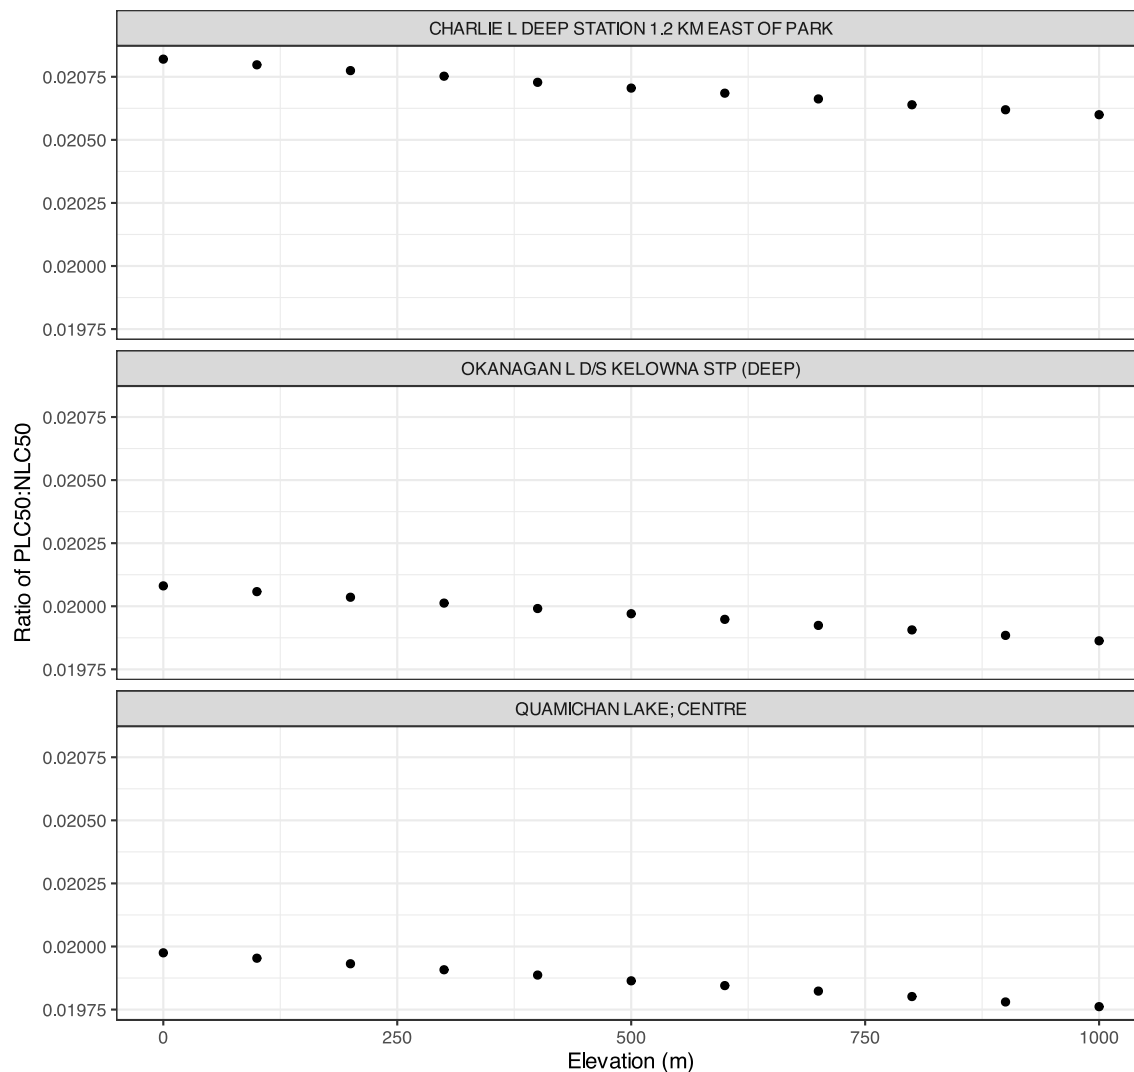 CHARLIE L DEEP STATION 1.2 KM EAST OF PARK
0.02075
0.02050
0.02025
0.02000
0.01975
OKANAGAN L D/S KELOWNA STP (DEEP)
0.02075
0.02050
0.02025
0.02000
0.01975
Ratio of PLC50:NLC50
QUAMICHAN LAKE; CENTRE
0.02075
0.02050
0.02025
0.02000
0.01975
0 250 500 750 1000
Elevation (m)